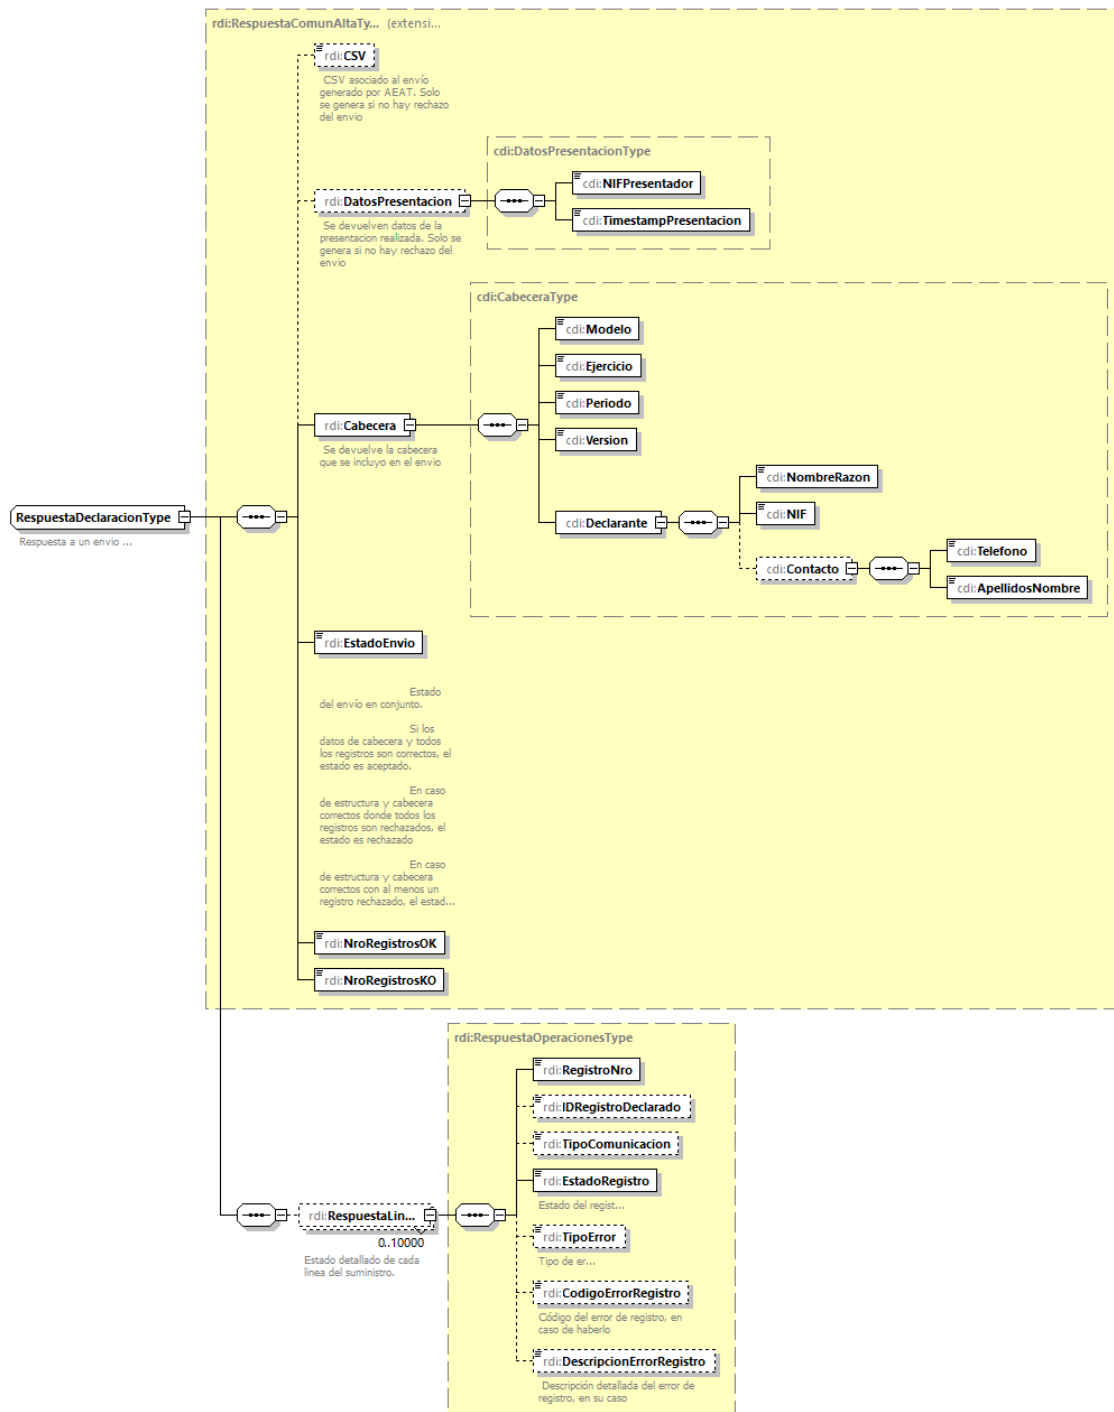 rdi:RespuestaComunAltaTy... (extensi...
rdi:CSV
CSV asociado al envío
generado por AEAT. Solo
se genera si no hay rechazo
del envio
cdi:DatosPresentacionType
cdi:NIFPresentador
rdi:DatosPresentacion
cdi:TimestampPresentacion
Se devuelven datos de la
presentacion realizada. Solo se
genera si no hay rechazo del
envio
cdi:CabeceraType
cdi:Modelo
cdi:Ejercicio
cdi:Periodo
rdi:Cabecera
cdi:Version
Se devuelve la cabecera
que se incluyo en el envio
cdi:NombreRazon
cdi:NIF
cdi:Declarante
cdi:Telefono
cdi:Contacto
cdi:ApellidosNombre
RespuestaDeclaracionType
Respuesta a un envio ...
rdi:EstadoEnvio
Estado
del envío en conjunto.
Si los
datos de cabecera y todos
los registros son correctos, el
estado es aceptado.
En caso
de estructura y cabecera
correctos donde todos los
registros son rechazados, el
estado es rechazado
En caso
de estructura y cabecera
correctos con al menos un
registro rechazado, el estad...
rdi:NroRegistrosOK
rdi:NroRegistrosKO
rdi:RespuestaOperacionesType
rdi:RegistroNro
rdi:IDRegistroDeclarado
rdi:TipoComunicacion
rdi:EstadoRegistro
Estado del regist...
rdi:RespuestaLin...
0..10000
Estado detallado de cada
linea del suministro.
rdi:TipoError
Tipo de er...
rdi:CodigoErrorRegistro
Código del error de registro, en
caso de haberlo
rdi:DescripcionErrorRegistro
Descripción detallada del error de
registro, en su caso